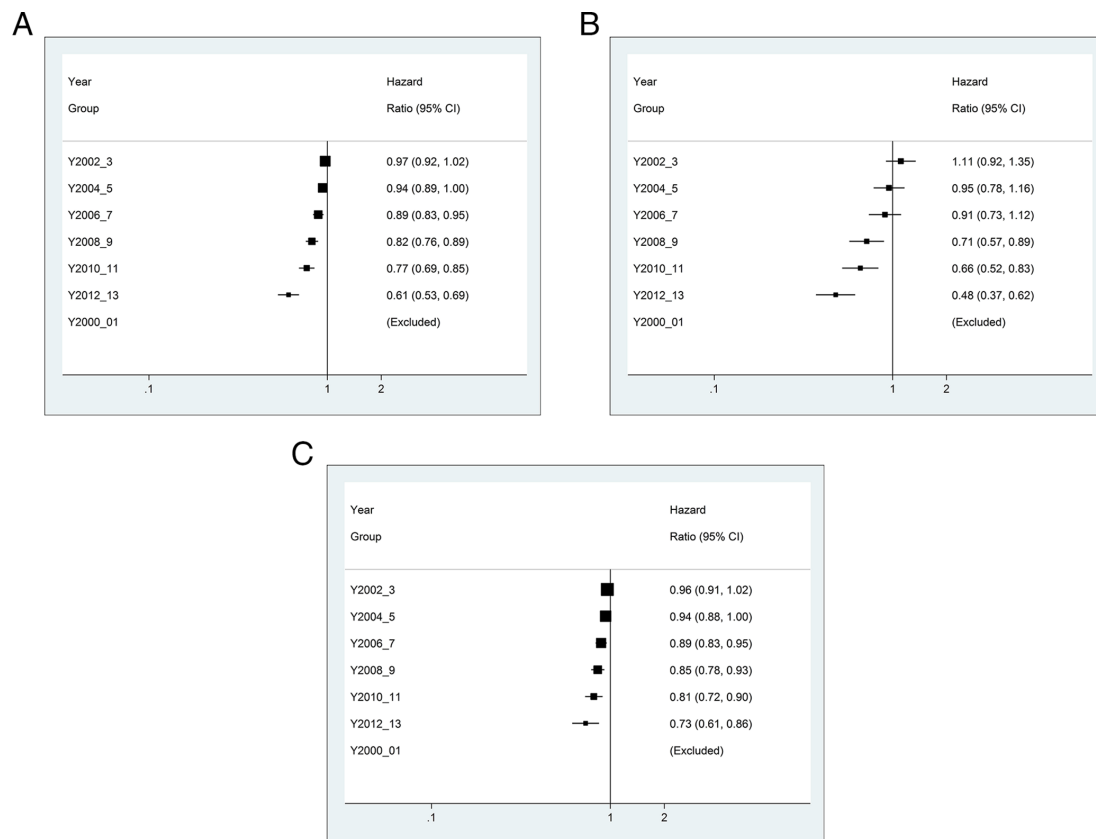 A
Year Hazard
Group Ratio (95% CI)
Y2002_3 0.97 (0.92, 1.02)
Y2004_5 0.94 (0.89, 1.00)
Y2006_7 0.89 (0.83, 0.95)
Y2008_9 0.82 (0.76, 0.89)
Y2010_11 0.77 (0.69, 0.85)
Y2012_13 0.61 (0.53, 0.69)
Y2000_01 (Excluded)
.1 1 2
B
Year Hazard
Group Ratio (95% CI)
Y2002_3 1.11 (0.92, 1.35)
Y2004_5 0.95 (0.78, 1.16)
Y2006_7 0.91 (0.73, 1.12)
Y2008_9 0.71 (0.57, 0.89)
Y2010_11 0.66 (0.52, 0.83)
Y2012_13 0.48 (0.37, 0.62)
Y2000_01 (Excluded)
.1 1 2
C
Year Hazard
Group Ratio (95% CI)
Y2002_3 0.96 (0.91, 1.02)
Y2004_5 0.94 (0.88, 1.00)
Y2006_7 0.89 (0.83, 0.95)
Y2008_9 0.85 (0.78, 0.93)
Y2010_11 0.81 (0.72, 0.90)
Y2012_13 0.73 (0.61, 0.86)
Y2000_01 (Excluded)
.1 1 2